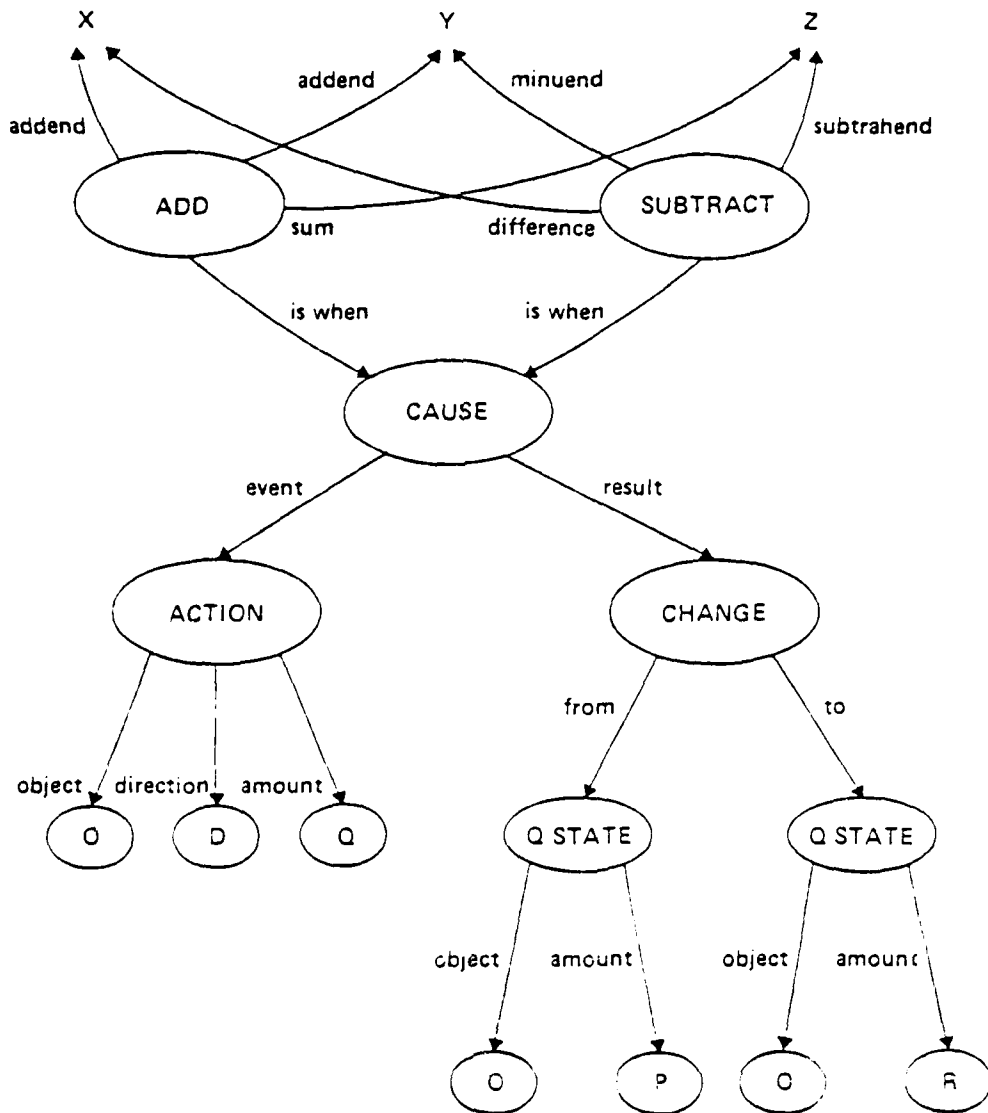 X Y Z
addend minuend
addend subtrahend
ADD SUBTRACT
sum difference
is when is when
CAUSE
event result
ACTION CHANGE
from to
object direction amount
O D Q Q STATE Q STATE
object amount object amount
O P O R